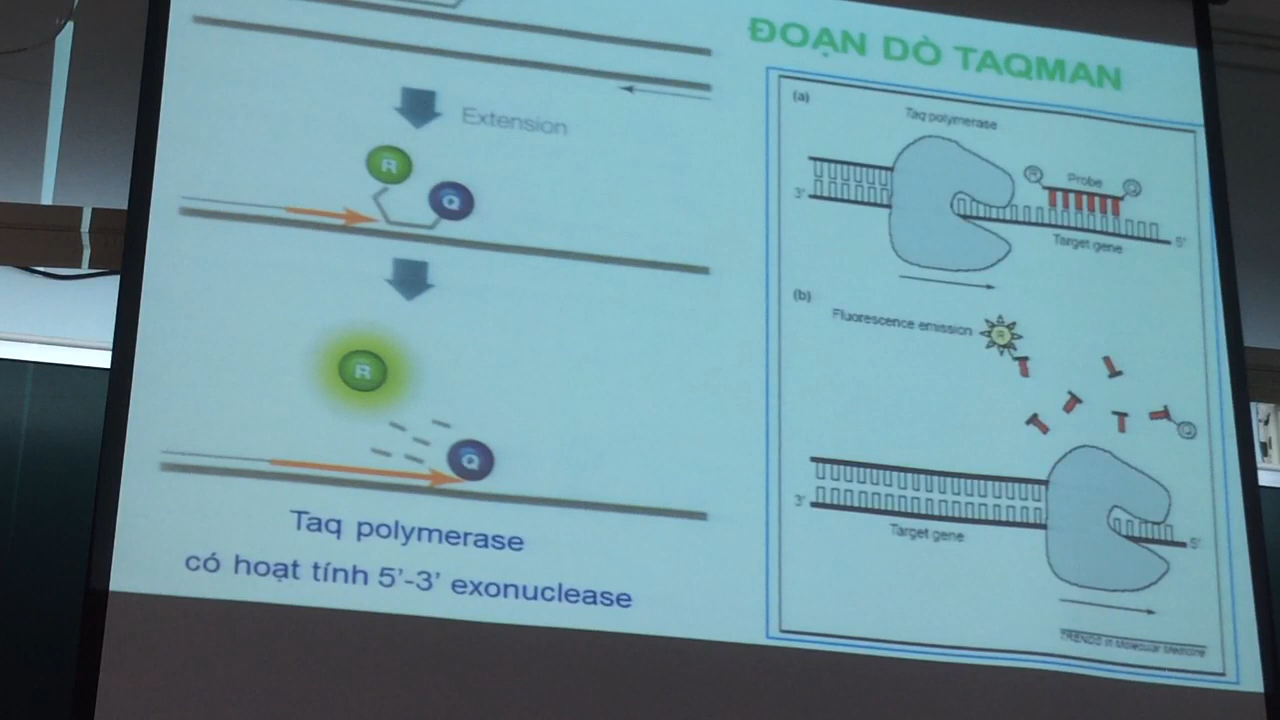 ĐOẠN DÒ TAQMAN
Extension
R
Q
R
Q
Taq polymerase
có hoạt tính 5'-3' exonuclease
(a)
Taq polymerase
R
Probe
Q
3'
Target gene
5'
(b)
Fluorescence emission
R
Q
3'
Target gene
5'
TRENDS in Molecular Medicine